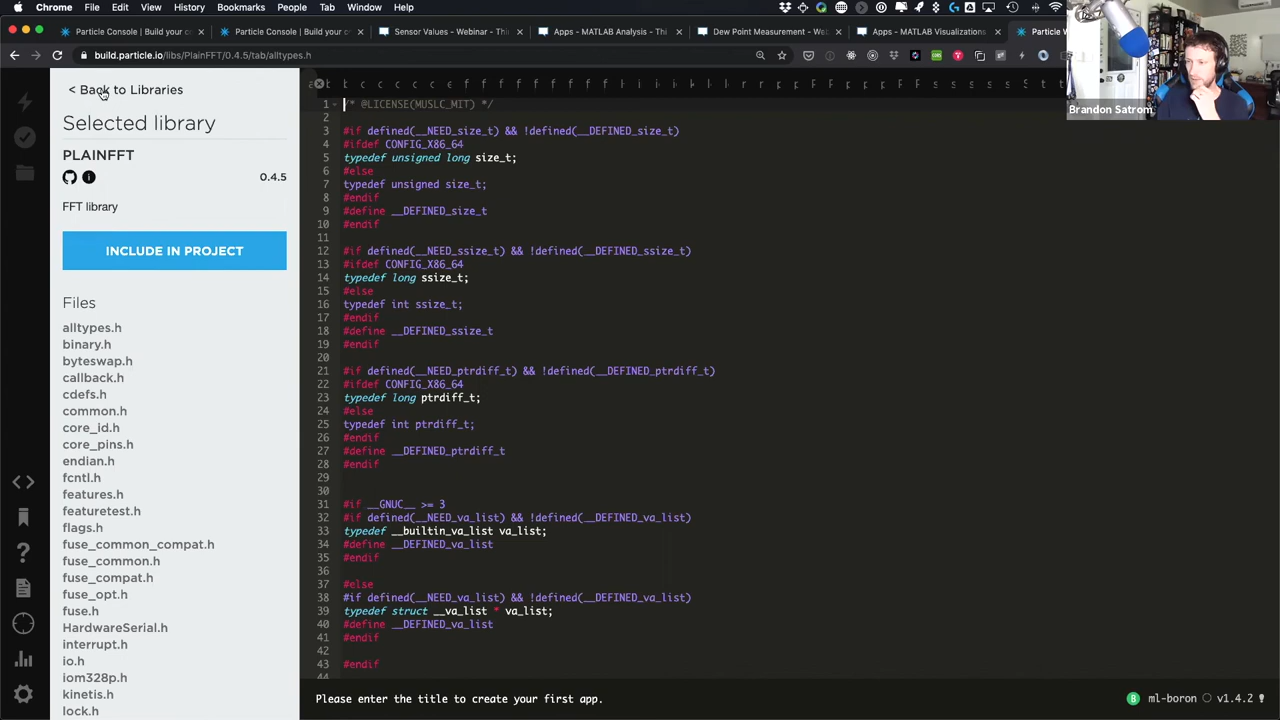 Chrome File Edit View History Bookmarks People Tab Window Help
Particle Console | Build your co
Particle Console | Build your co
Sensor Values - Webinar - Thi
Apps - MATLAB Analysis - Thi
Dew Point Measurement - Web
Apps - MATLAB Visualizations
Particle W
build.particle.io/libs/PlainFFT/0.4.5/tab/alltypes.h
Brandon Satrom
< Back to Libraries
Selected library
PLAINFFT
0.4.5
FFT library
INCLUDE IN PROJECT
Files
alltypes.h
binary.h
byteswap.h
callback.h
cdefs.h
common.h
core_id.h
core_pins.h
endian.h
fcntl.h
features.h
featuretest.h
flags.h
fuse_common_compat.h
fuse_common.h
fuse_compat.h
fuse_opt.h
fuse.h
HardwareSerial.h
interrupt.h
io.h
iom328p.h
kinetis.h
lock.h
1 /* @LICENSE(MUSLC_MIT) */
2
3 #if defined(__NEED_size_t) && !defined(__DEFINED_size_t)
4 #ifdef CONFIG_X86_64
5 typedef unsigned long size_t;
6 #else
7 typedef unsigned size_t;
8 #endif
9 #define __DEFINED_size_t
10 #endif
11
12 #if defined(__NEED_ssize_t) && !defined(__DEFINED_ssize_t)
13 #ifdef CONFIG_X86_64
14 typedef long ssize_t;
15 #else
16 typedef int ssize_t;
17 #endif
18 #define __DEFINED_ssize_t
19 #endif
20
21 #if defined(__NEED_ptrdiff_t) && !defined(__DEFINED_ptrdiff_t)
22 #ifdef CONFIG_X86_64
23 typedef long ptrdiff_t;
24 #else
25 typedef int ptrdiff_t;
26 #endif
27 #define __DEFINED_ptrdiff_t
28 #endif
29
30
31 #if __GNUC__ >= 3
32 #if defined(__NEED_va_list) && !defined(__DEFINED_va_list)
33 typedef __builtin_va_list va_list;
34 #define __DEFINED_va_list
35 #endif
36
37 #else
38 #if defined(__NEED_va_list) && !defined(__DEFINED_va_list)
39 typedef struct __va_list * va_list;
40 #define __DEFINED_va_list
41 #endif
42
43 #endif
44
Please enter the title to create your first app.
B ml-boron v1.4.2